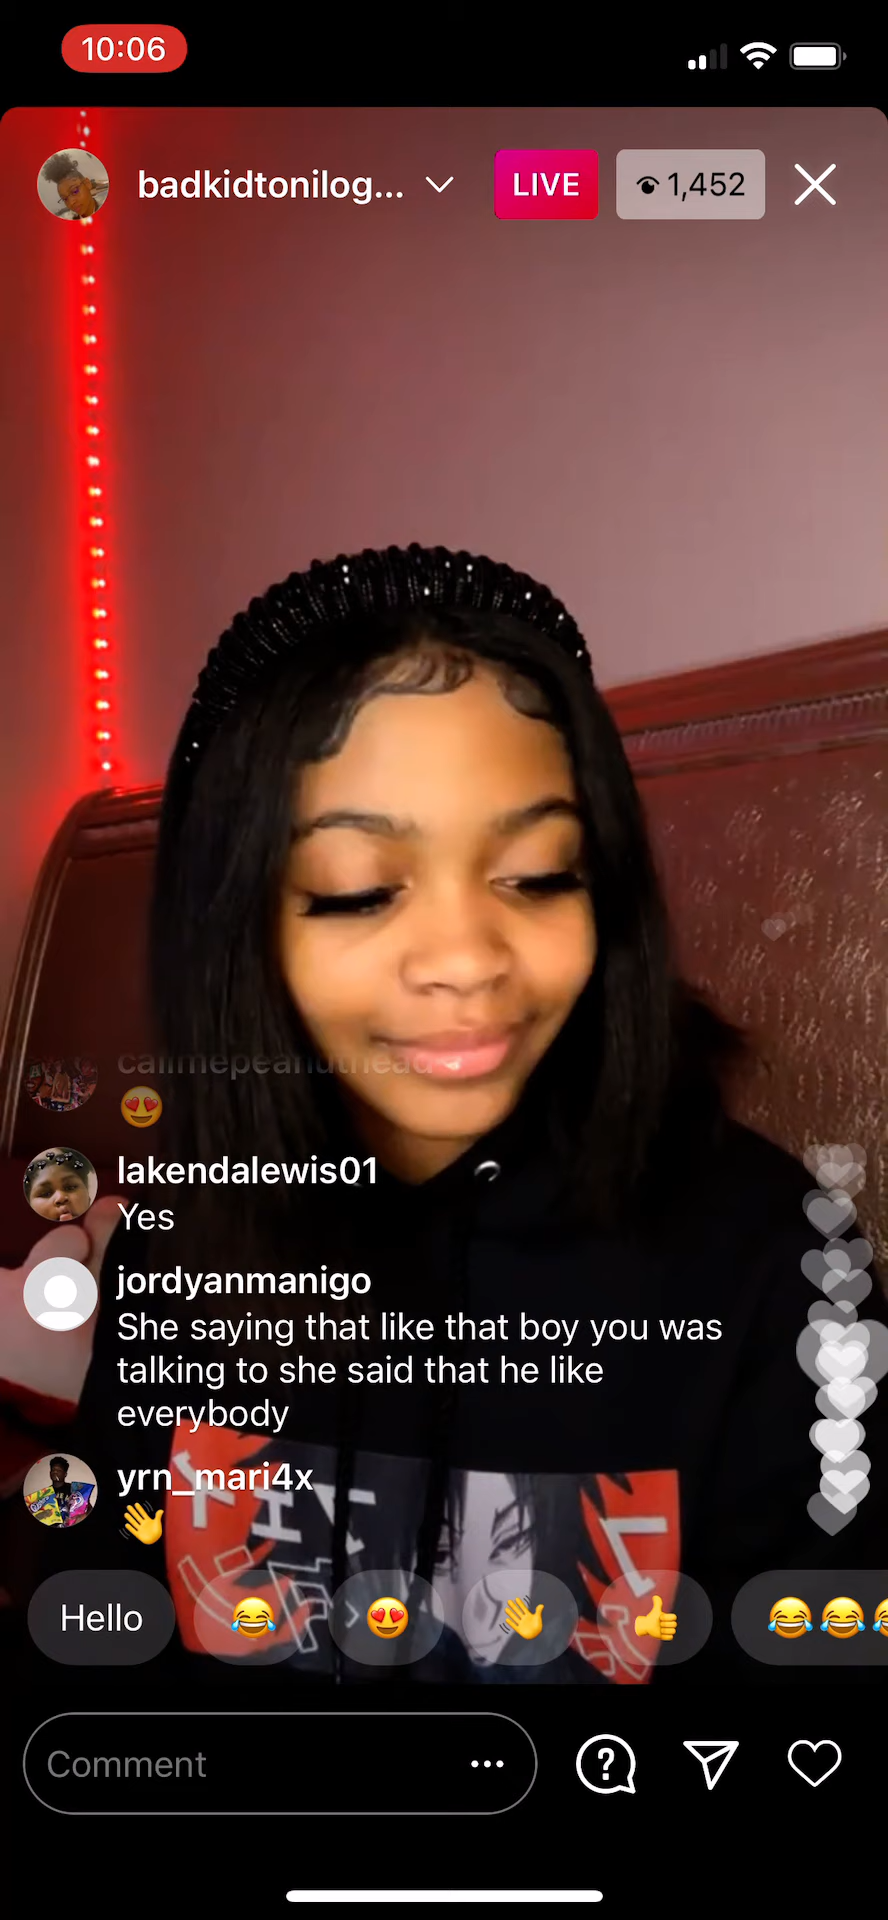 10:06
badkidtonilog...
LIVE
1,452
callmepeanuthead
😍
lakendalewis01
Yes
jordyanmanigo
She saying that like that boy you was
talking to she said that he like
everybody
yrn_mari4x
👋
Hello
😂
😍
👋
👍
😂😂
Comment